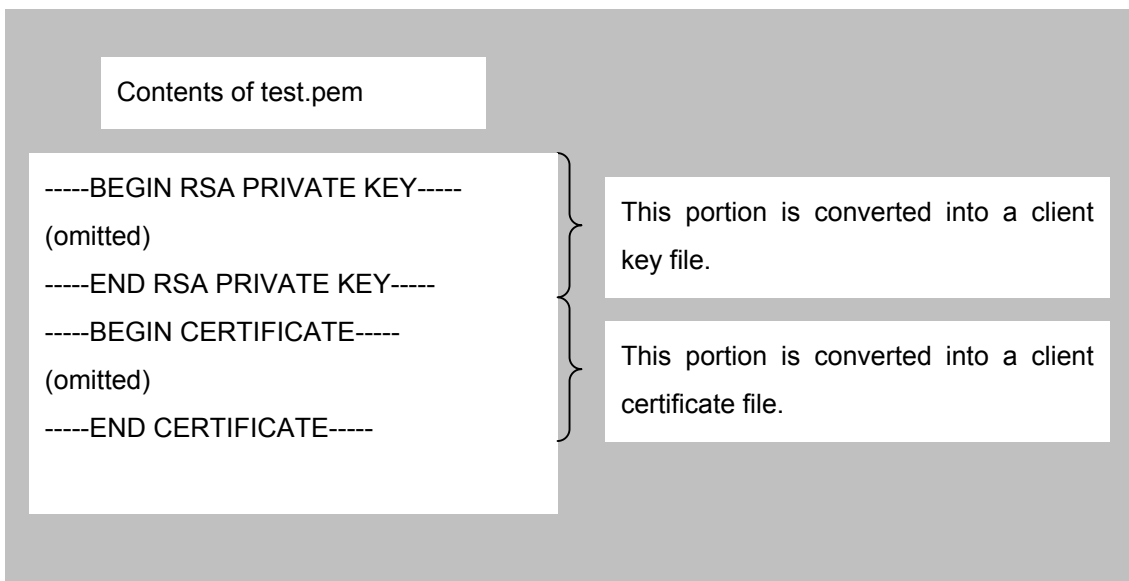 Contents of test.pem
-----BEGIN RSA PRIVATE KEY-----
(omitted)
-----END RSA PRIVATE KEY-----
-----BEGIN CERTIFICATE-----
(omitted)
-----END CERTIFICATE-----
This portion is converted into a client
key file.
This portion is converted into a client
certificate file.